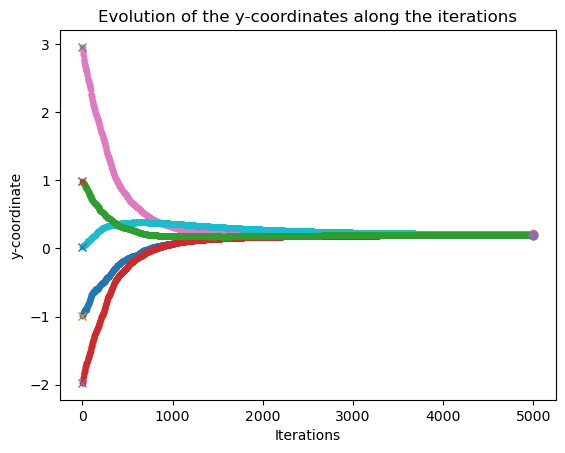 Evolution of the y-coordinates along the iterations
3
2
1
0
−1
−2
y-coordinate
0 1000 2000 3000 4000 5000
Iterations